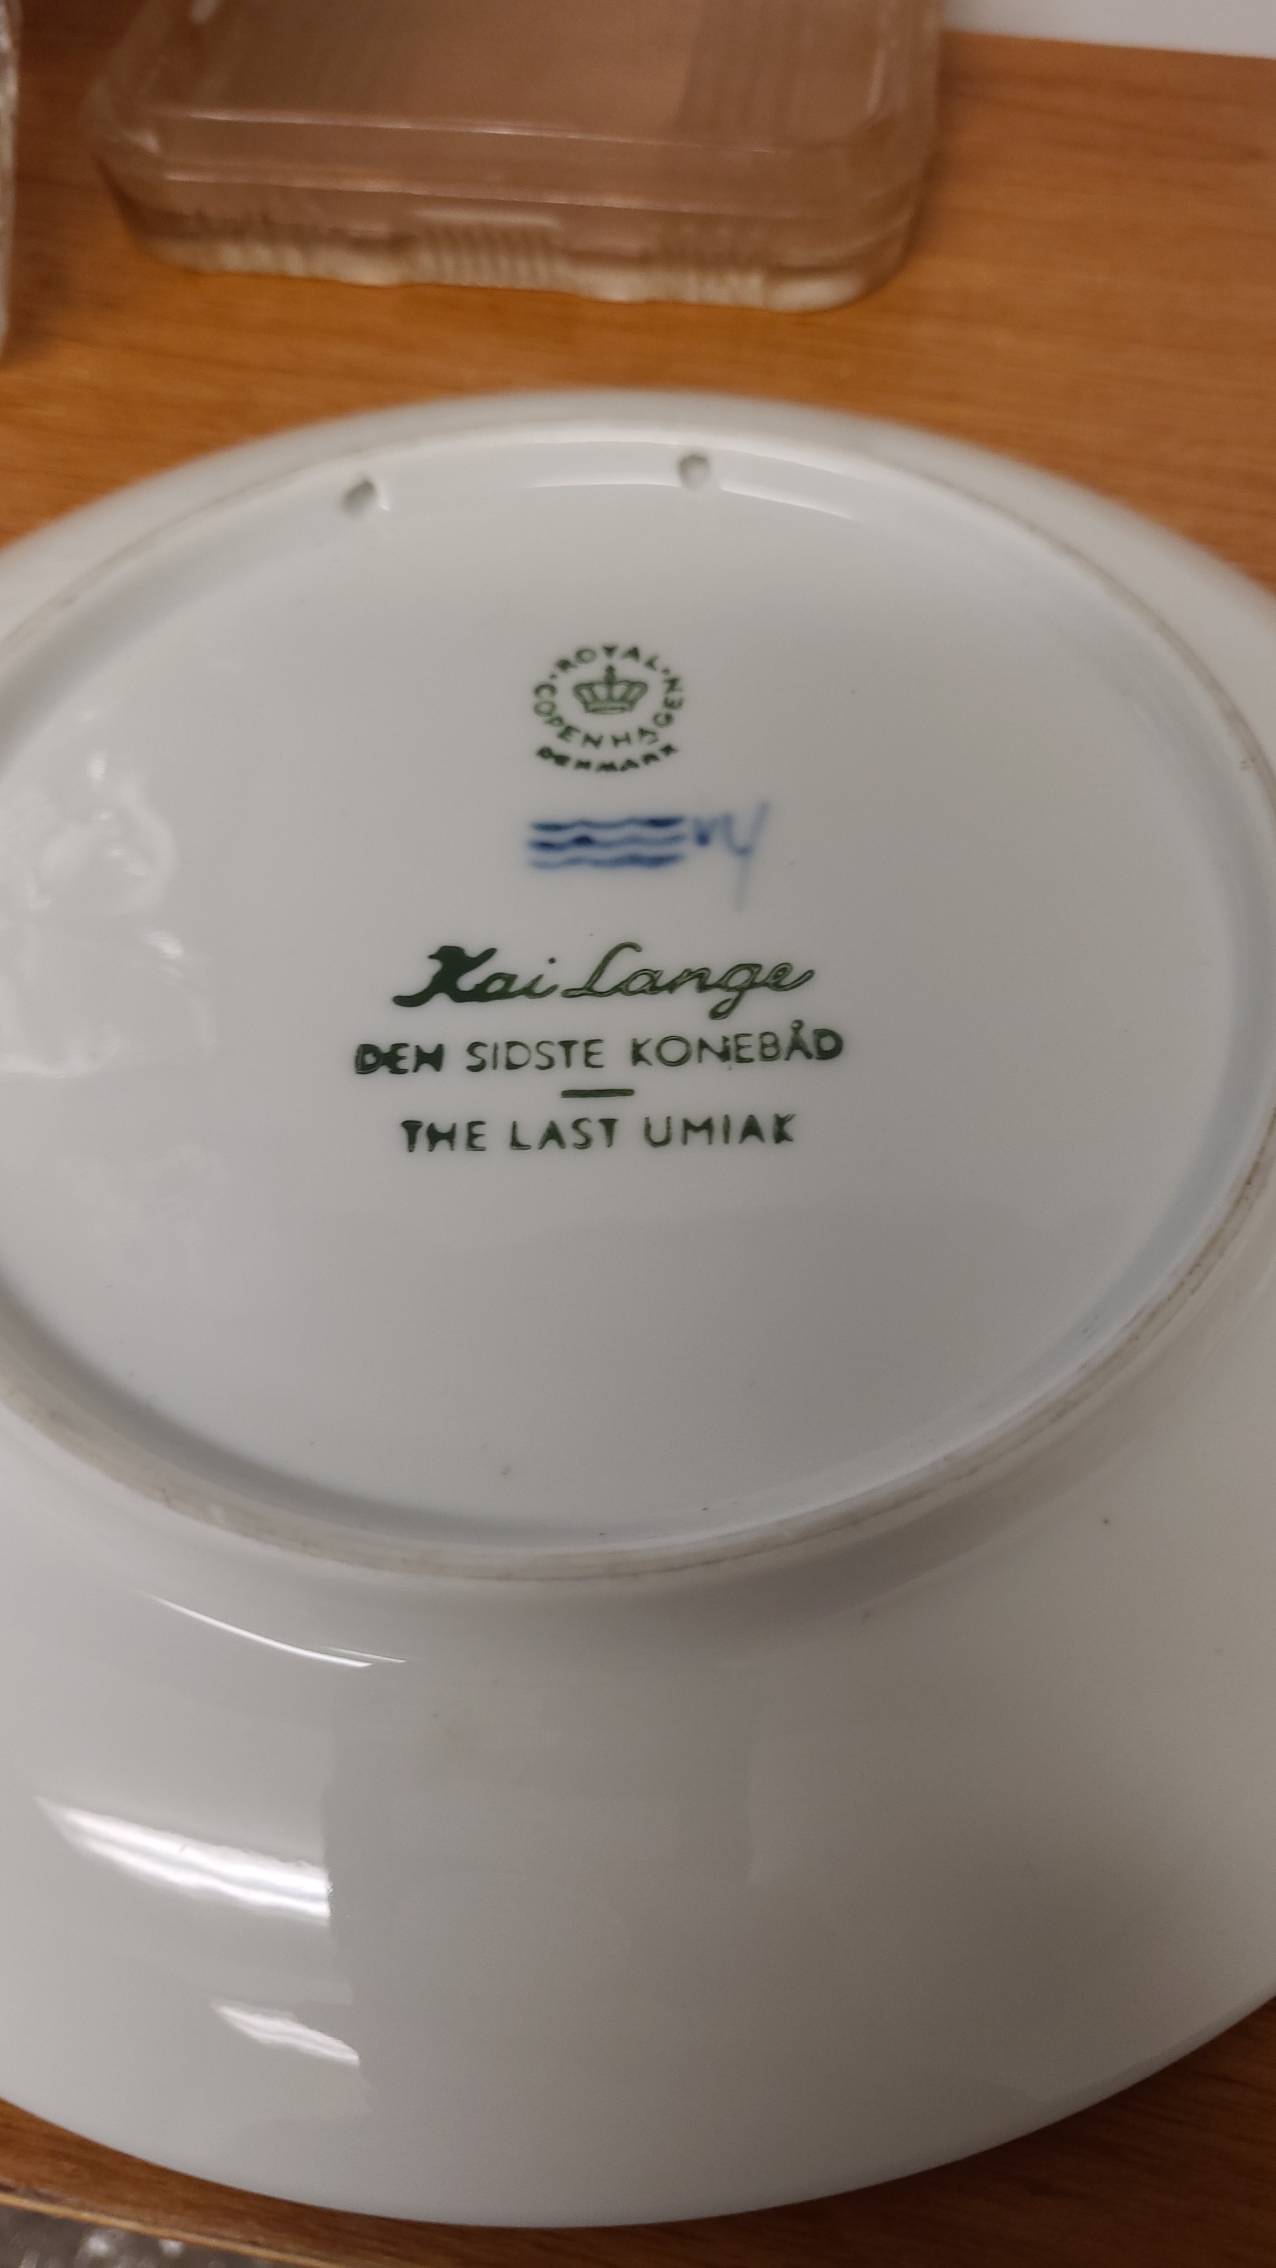 ROYAL COPENHAGEN
DENMARK
Kai Lange
DEN SIDSTE KONEBÅD
THE LAST UMIAK